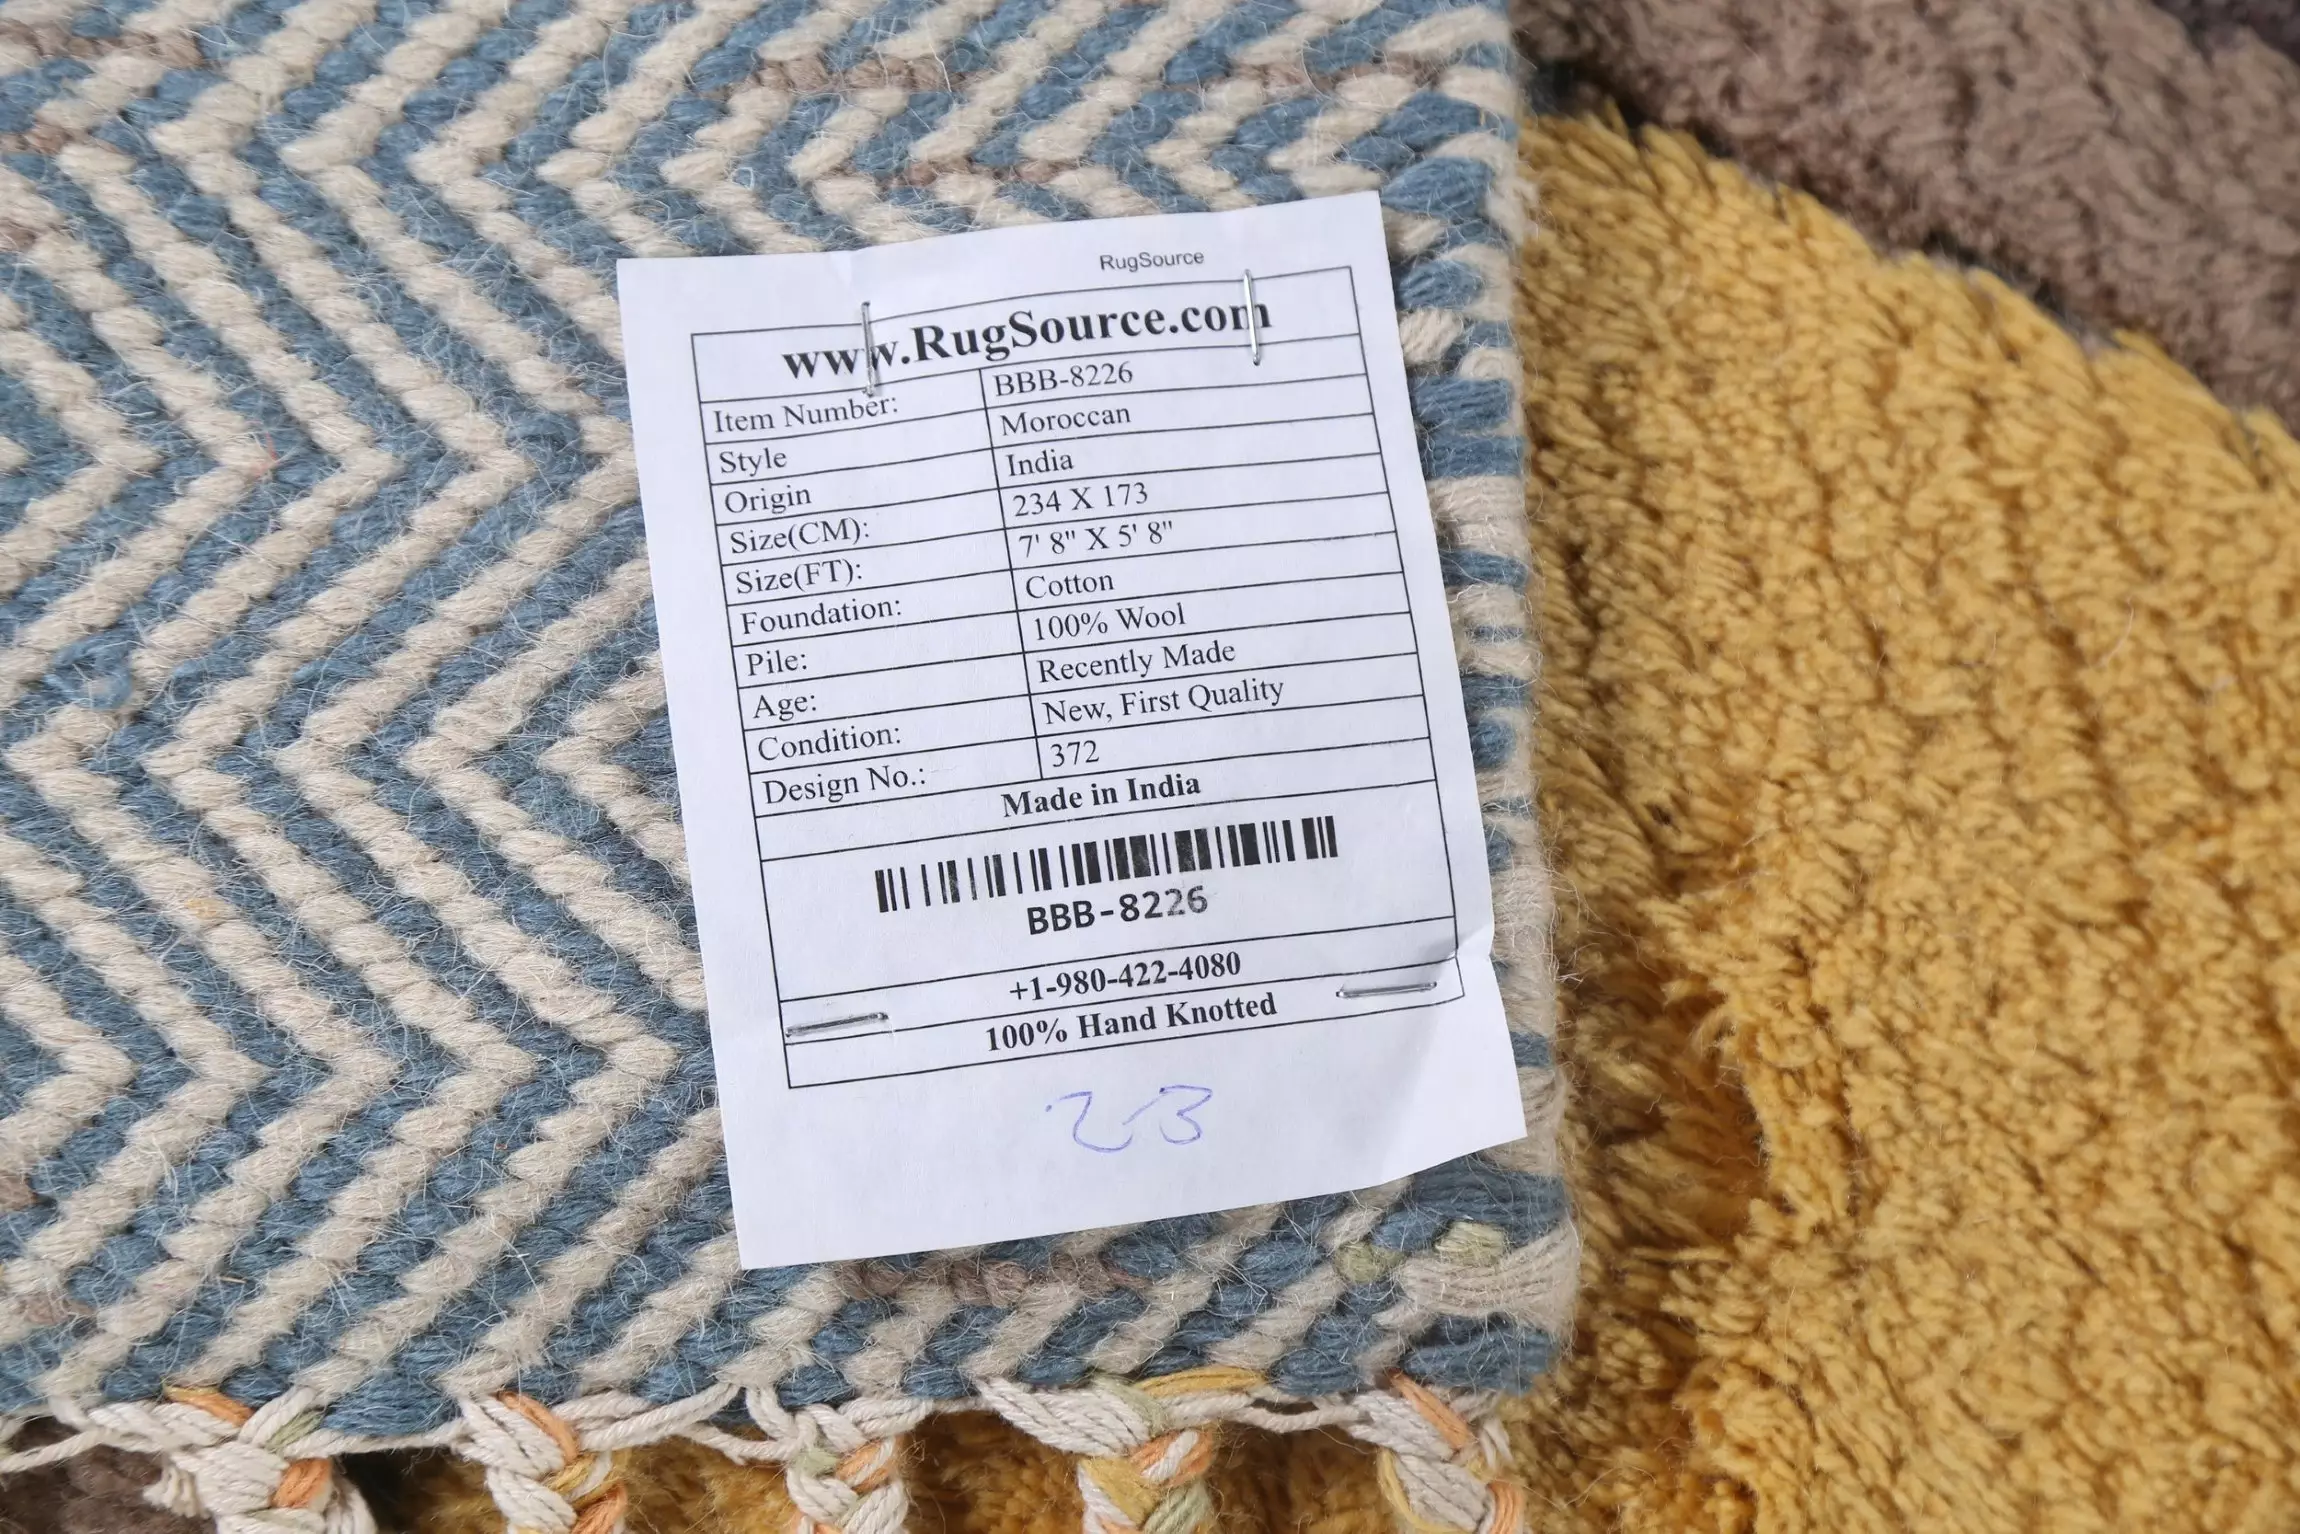 RugSource
www.RugSource.com
Item Number: BBB-8226
Style Moroccan
Origin India
Size(CM): 234 X 173
Size(FT): 7' 8" X 5' 8"
Foundation: Cotton
Pile: 100% Wool
Age: Recently Made
Condition: New, First Quality
Design No.: 372
Made in India
BBB-8226
+1-980-422-4080
100% Hand Knotted
23